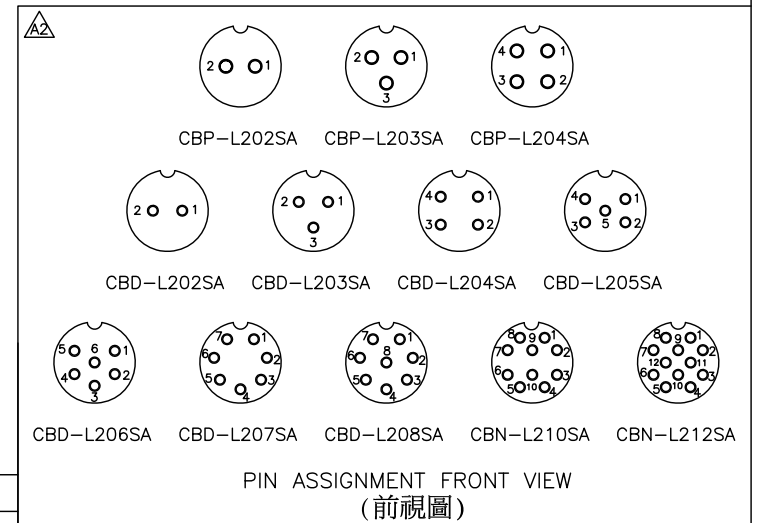 A2
2 1
2 1
3
4 1
3 2
CBP-L202SA CBP-L203SA CBP-L204SA
2 1
2 1
3
4 1
3 2
4 1
3 5 2
CBD-L202SA CBD-L203SA CBD-L204SA CBD-L205SA
5 6 1
4 2
3
7 1
6 2
5 3
4
7 1
6 8 2
5 3
4
8 9 1
7 2
6 3
5 10 4
8 9 1
7 2
12 11
6 3
5 10 4
CBD-L206SA CBD-L207SA CBD-L208SA CBN-L210SA CBN-L212SA
PIN ASSIGNMENT FRONT VIEW
(前視圖)